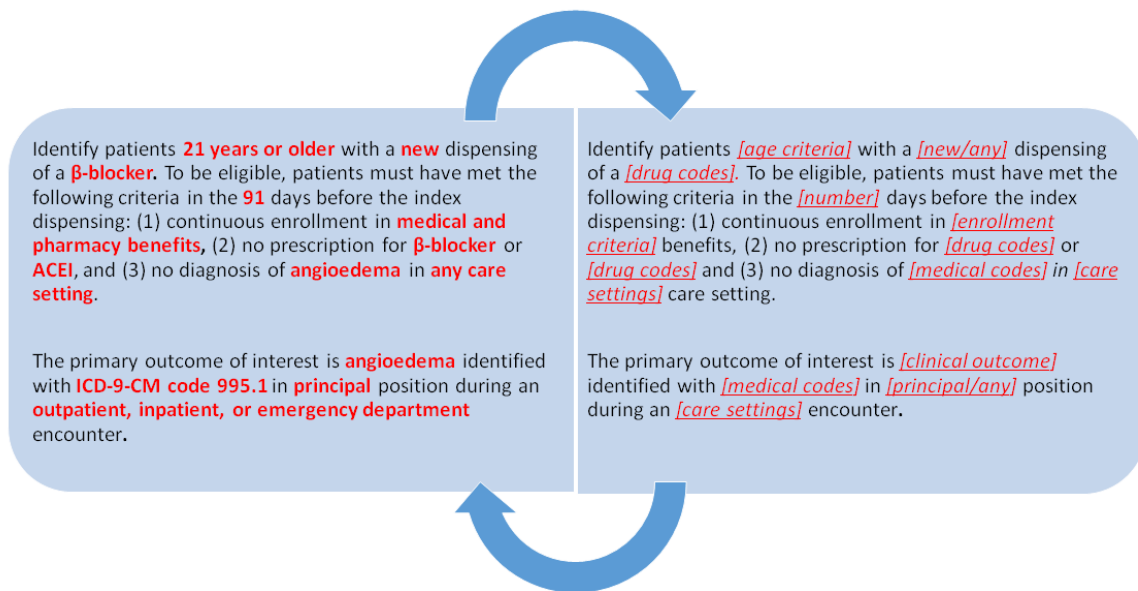 Identify patients 21 years or older with a new dispensing
of a β-blocker. To be eligible, patients must have met the
following criteria in the 91 days before the index
dispensing: (1) continuous enrollment in medical and
pharmacy benefits, (2) no prescription for β-blocker or
ACEI, and (3) no diagnosis of angioedema in any care
setting.
The primary outcome of interest is angioedema identified
with ICD-9-CM code 995.1 in principal position during an
outpatient, inpatient, or emergency department
encounter.
Identify patients [age criteria] with a [new/any] dispensing
of a [drug codes]. To be eligible, patients must have met the
following criteria in the [number] days before the index
dispensing: (1) continuous enrollment in [enrollment
criteria] benefits, (2) no prescription for [drug codes] or
[drug codes] and (3) no diagnosis of [medical codes] in [care
settings] care setting.
The primary outcome of interest is [clinical outcome]
identified with [medical codes] in [principal/any] position
during an [care settings] encounter.